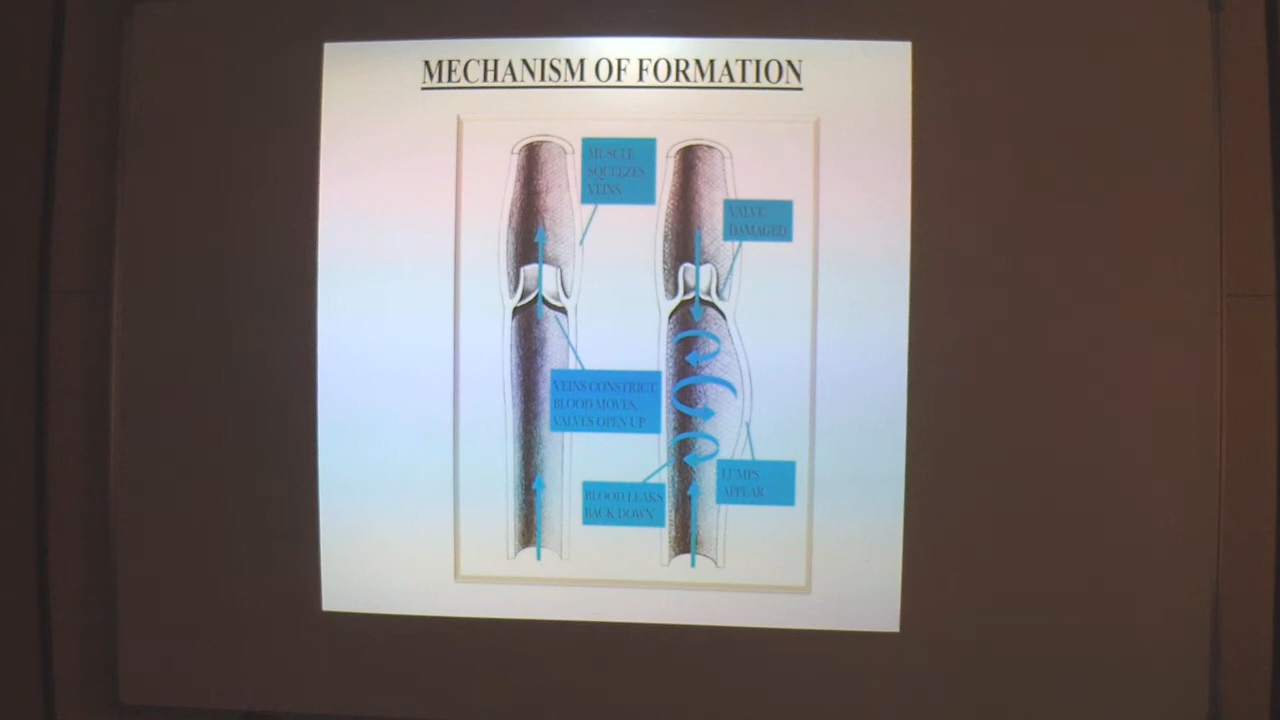 MECHANISM OF FORMATION
MUSCLE
SQUEEZES
VEINS
VALVE
DAMAGED
VEINS CONSTRICT,
BLOOD MOVES,
VALVES OPEN UP
LUMPS
APPEAR
BLOOD LEAKS
BACK DOWN